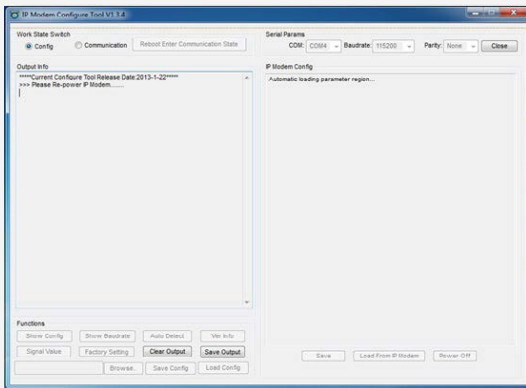 IP Modem Configure Tool V1.3.4
Work State Switch
Config
Communication
Reboot Enter Communication State
Serial Params
COM: COM4
Baudrate: 115200
Parity: None
Close
Output Info
*****Current Configure Tool Release Date:2013-1-22*****
>>> Please Re-power IP Modem.......
IP Modem Config
Automatic loading parameter region...
Functions
Show Config
Show Baudrate
Auto Detect
Ver Info
Signal Value
Factory Setting
Clear Output
Save Output
Browse..
Save Config
Load Config
Save
Load From IP Modem
Power-Off